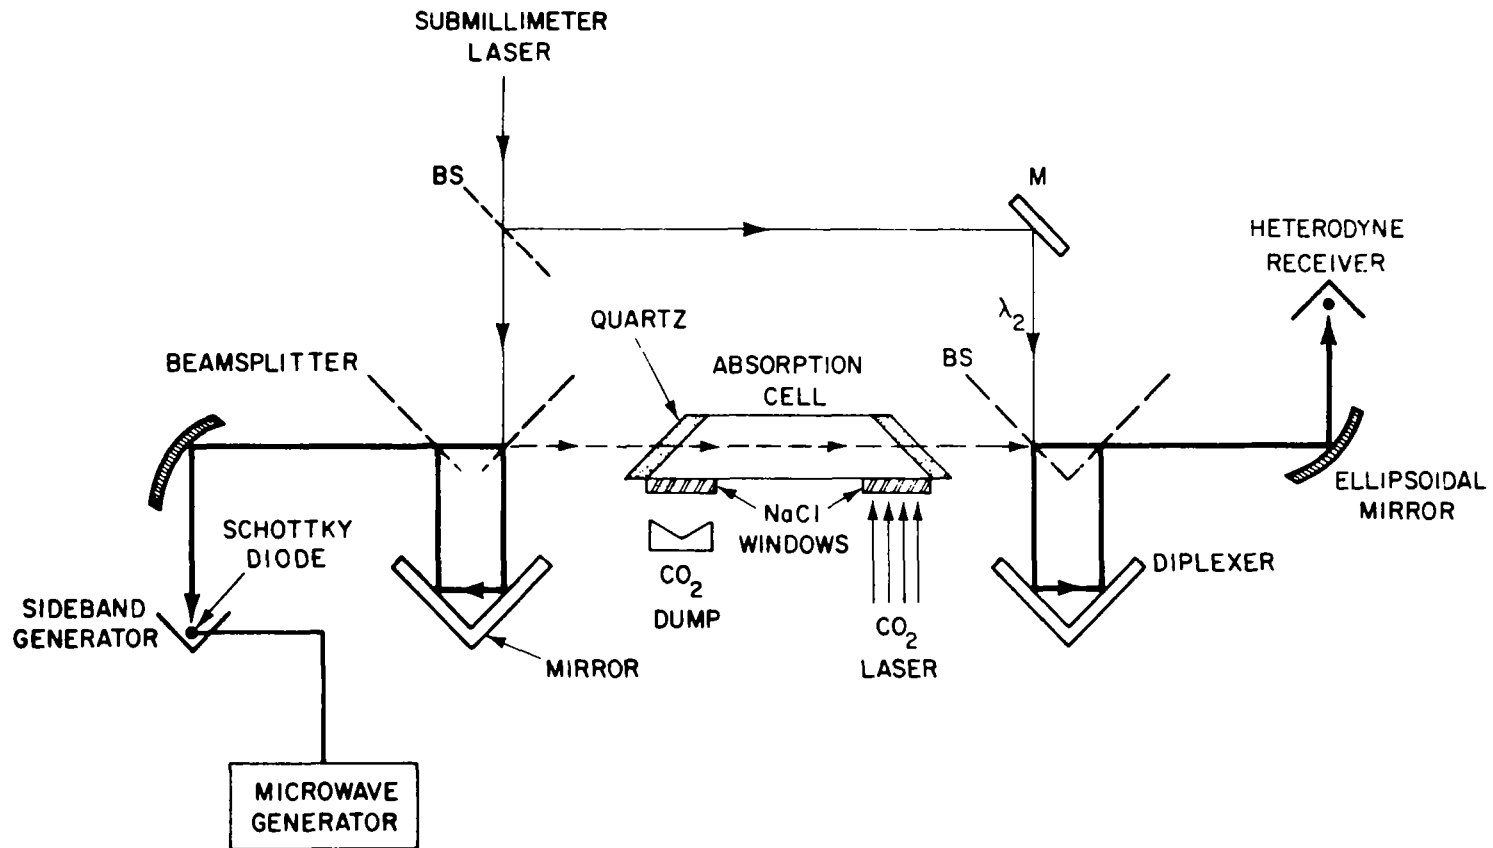 SUBMILLIMETER
LASER
BS
M
HETERODYNE
RECEIVER
λ2
QUARTZ
BEAMSPLITTER
ABSORPTION
CELL
BS
ELLIPSOIDAL
MIRROR
SCHOTTKY
DIODE
NaCl
WINDOWS
CO2
DUMP
CO2
LASER
DIPLEXER
SIDEBAND
GENERATOR
MIRROR
MICROWAVE
GENERATOR